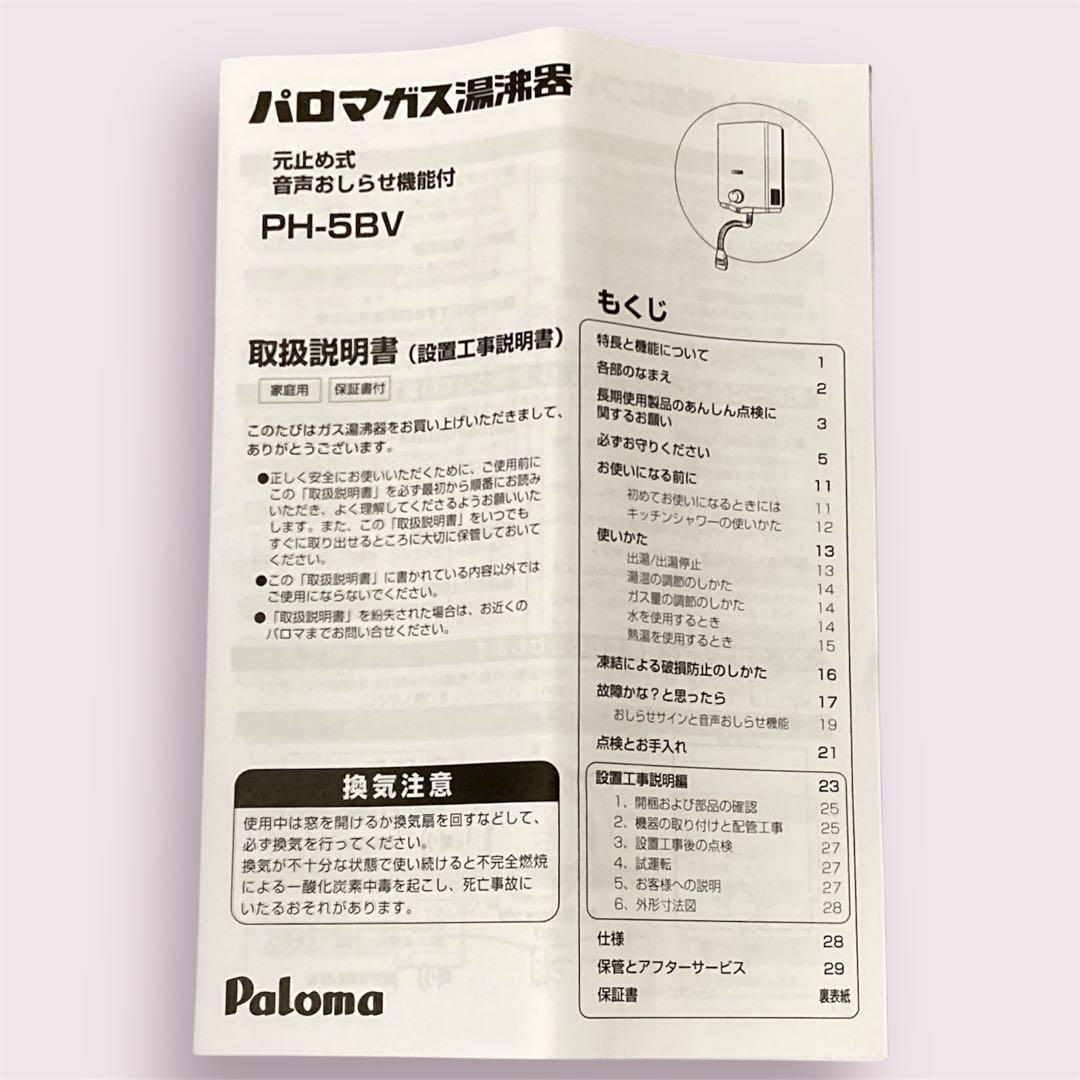 パロマガス湯沸器
元止め式
音声おしらせ機能付
PH-5BV
取扱説明書（設置工事説明書）
家庭用 保証書付
このたびはガス湯沸器をお買い上げいただきまして、
ありがとうございます。
●正しく安全にお使いいただくために、ご使用前に
この「取扱説明書」を必ず最初から順番にお読み
いただき、よく理解してくださるようお願いいた
します。また、この「取扱説明書」をいつでも
すぐに取り出せるところに大切に保管しておいて
ください。
●この「取扱説明書」に書かれている内容以外では
ご使用にならないでください。
●「取扱説明書」を紛失された場合は、お近くの
パロマまでお問い合せください。
換気注意
使用中は窓を開けるか換気扇を回すなどして、
必ず換気を行ってください。
換気が不十分な状態で使い続けると不完全燃焼
による一酸化炭素中毒を起こし、死亡事故に
いたるおそれがあります。
Paloma
もくじ
特長と機能について 1
各部のなまえ 2
長期使用製品のあんしん点検に
関するお願い 3
必ずお守りください 5
お使いになる前に 11
初めてお使いになるときには 11
キッチンシャワーの使いかた 12
使いかた 13
出湯/出湯停止 13
湯温の調節のしかた 14
ガス量の調節のしかた 14
水を使用するとき 14
熱湯を使用するとき 15
凍結による破損防止のしかた 16
故障かな？と思ったら 17
おしらせサインと音声おしらせ機能 19
点検とお手入れ 21
設置工事説明編 23
1、開梱および部品の確認 25
2、機器の取り付けと配管工事 25
3、設置工事後の点検 27
4、試運転 27
5、お客様への説明 27
6、外形寸法図 28
仕様 28
保管とアフターサービス 29
保証書 裏表紙